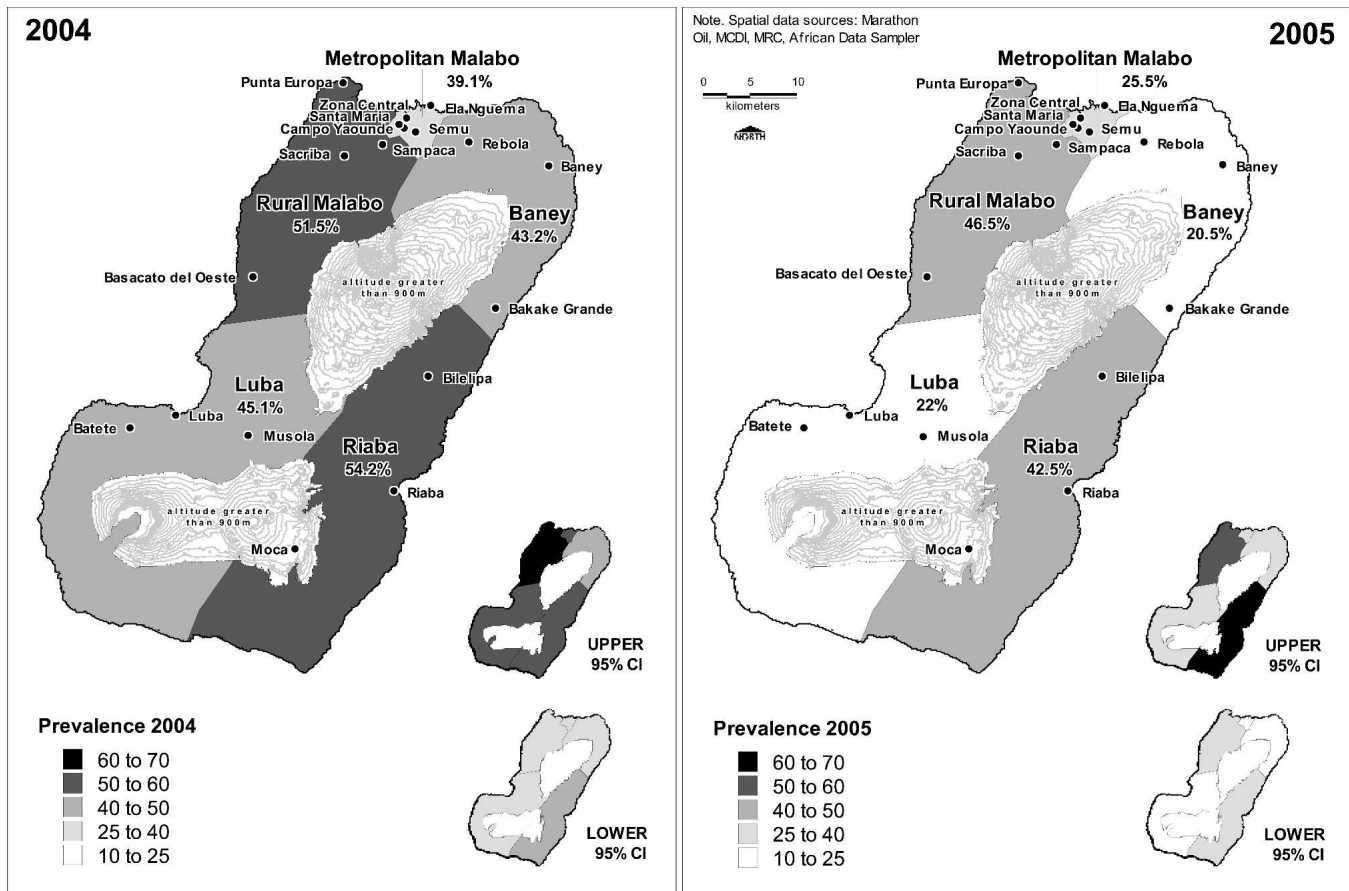 2004
Metropolitan Malabo
39.1%
Punta Europa
Zona Central
Ela Nguema
Santa Maria
Campo Yaounde
Semu
Sampaca
Rebola
Sacriba
Baney
Rural Malabo
51.5%
Baney
43.2%
Basacato del Oeste
altitude greater
than 900m
Bakake Grande
Luba
45.1%
Bilelipa
Luba
Batete
Musola
Riaba
54.2%
Riaba
altitude greater
than 900m
Moca
UPPER
95% CI
Prevalence 2004
60 to 70
50 to 60
40 to 50
25 to 40
10 to 25
LOWER
95% CI
Note. Spatial data sources: Marathon
Oil, MCDI, MRC, African Data Sampler
2005
Metropolitan Malabo
25.5%
Punta Europa
0 5 10
kilometers
NORTH
Zona Central
Ela Nguema
Santa Maria
Campo Yaounde
Semu
Sampaca
Rebola
Sacriba
Baney
Rural Malabo
46.5%
Baney
20.5%
Basacato del Oeste
altitude greater
than 900m
Bakake Grande
Luba
22%
Bilelipa
Luba
Batete
Musola
Riaba
42.5%
Riaba
altitude greater
than 900m
Moca
UPPER
95% CI
Prevalence 2005
60 to 70
50 to 60
40 to 50
25 to 40
10 to 25
LOWER
95% CI